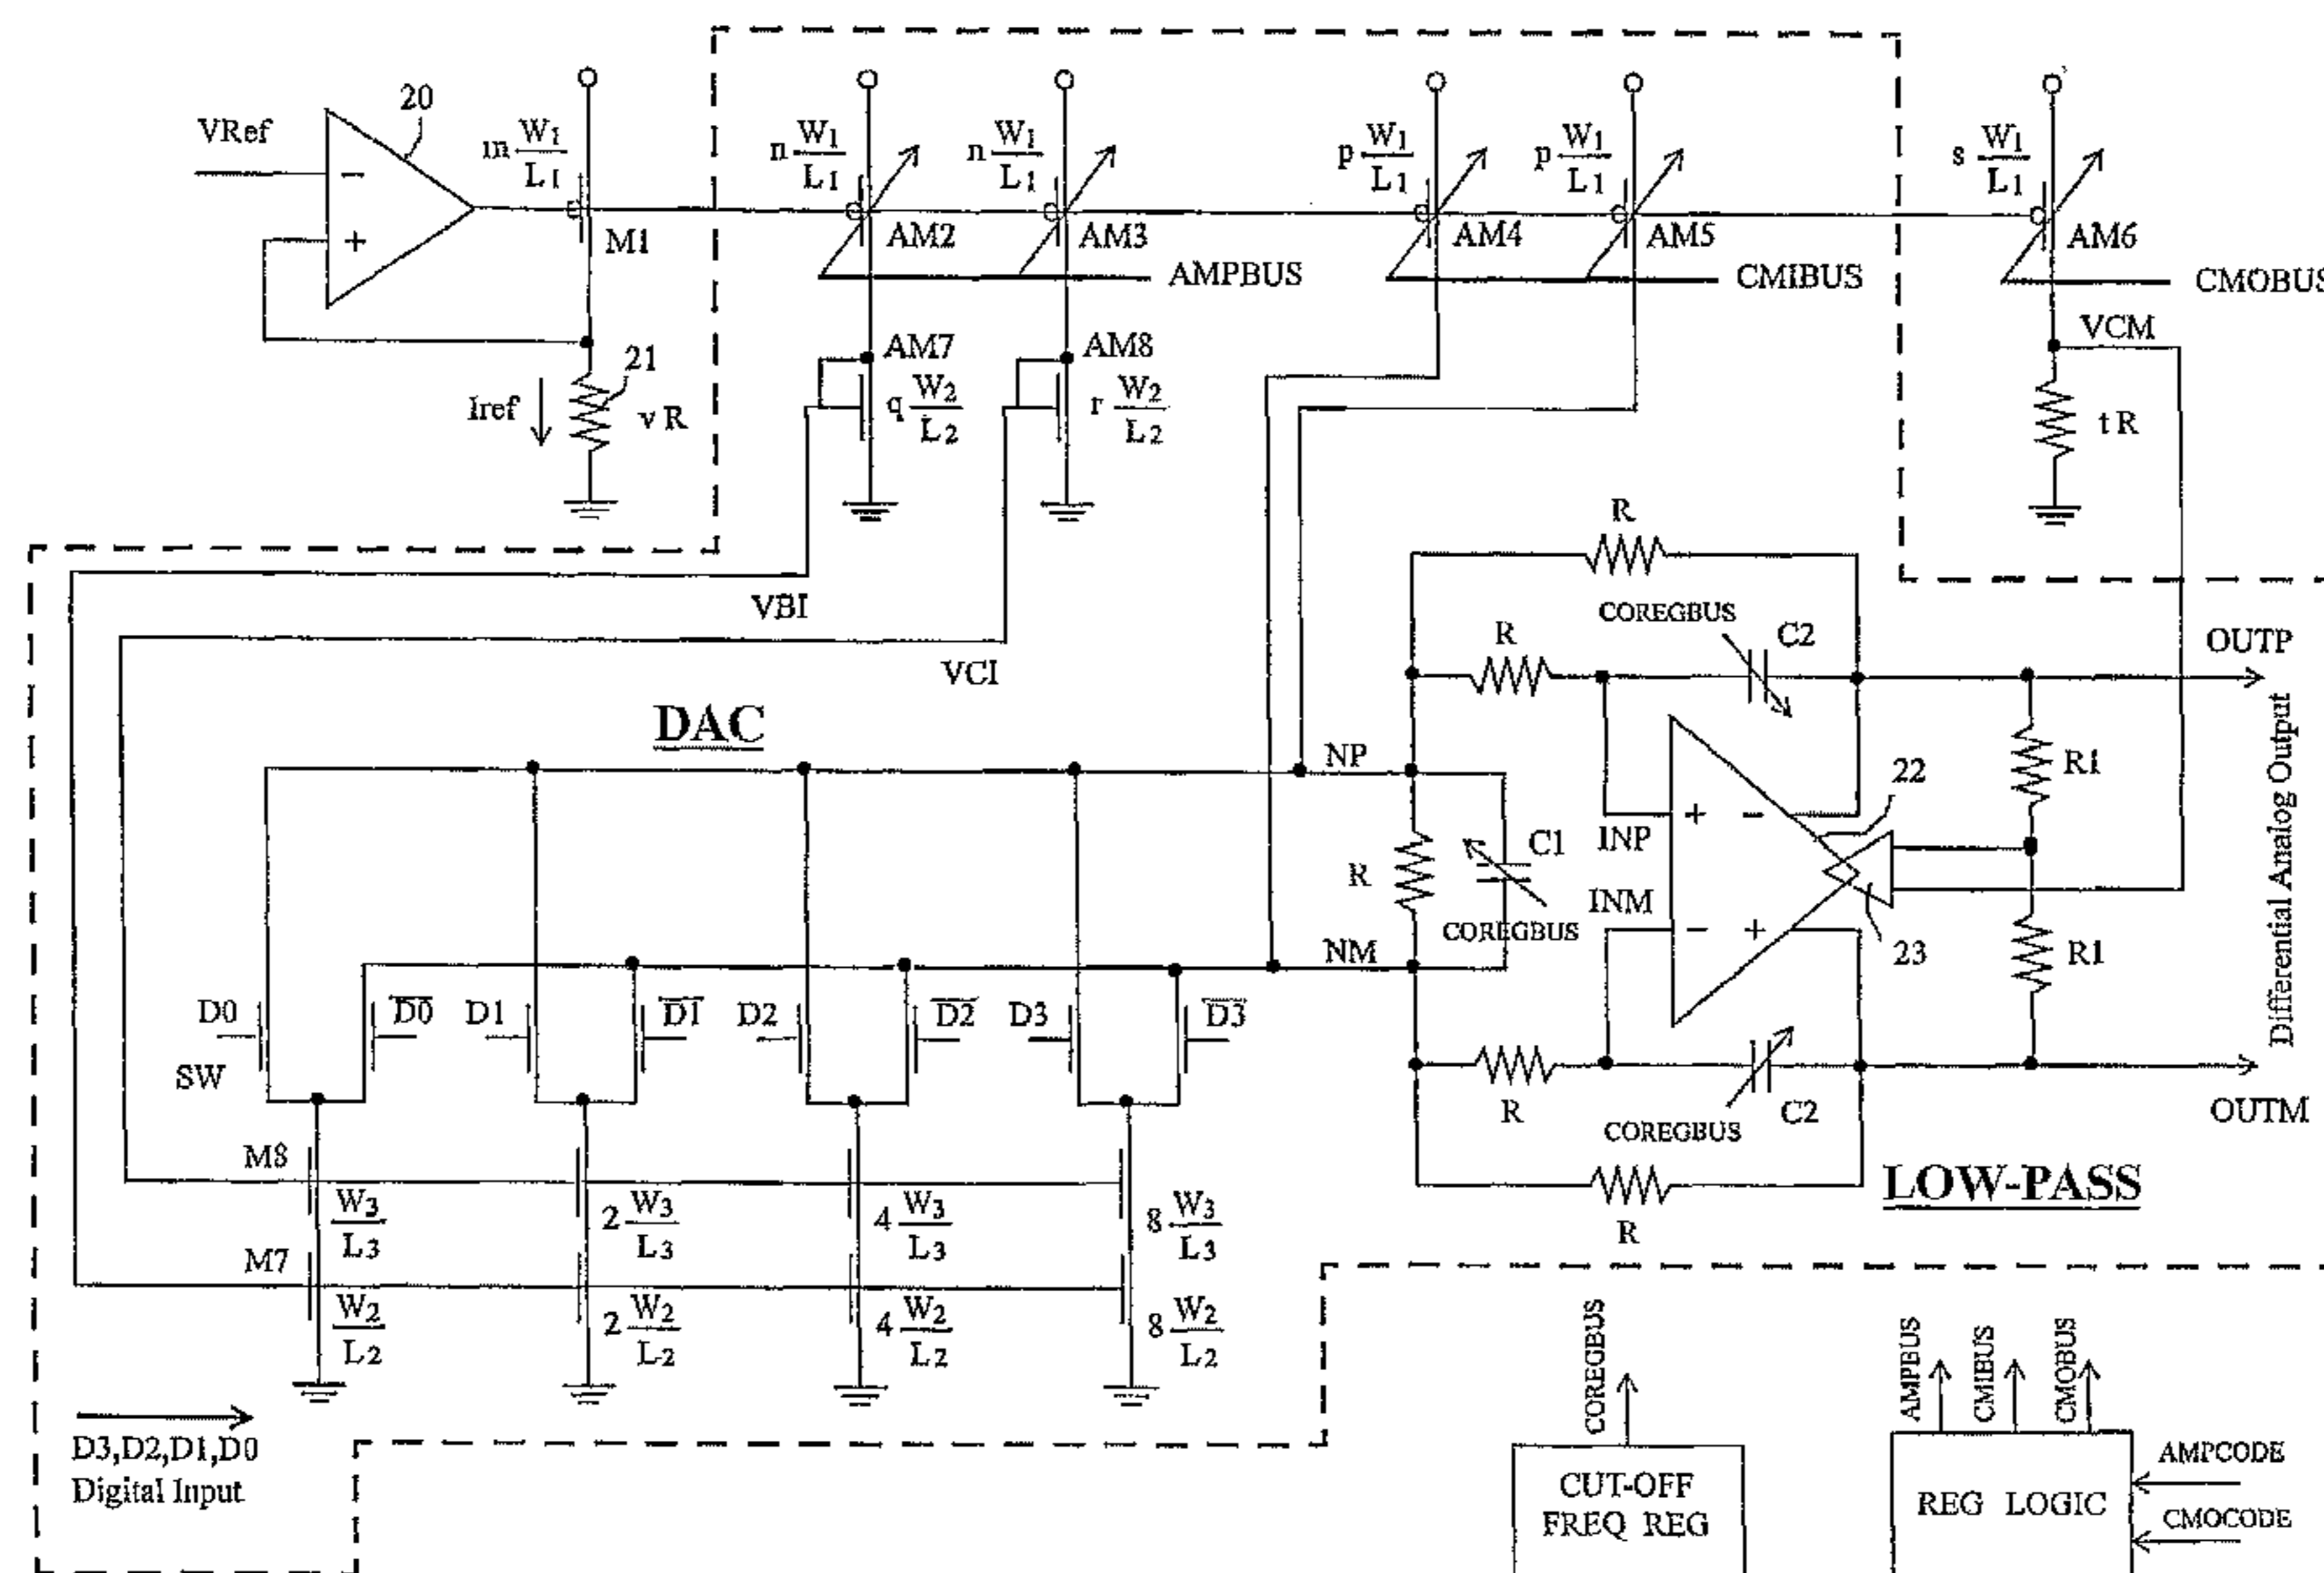 20
VRef
m W1/L1
n W1/L1
n W1/L1
p W1/L1
p W1/L1
s W1/L1
−
+
M1
AM2
AM3
AM4
AM5
AM6
AMPBUS
CMIBUS
CMOBUS
VCM
21
AM7
AM8
Iref
vR
q W2/L2
r W2/L2
tR
R
VBI
COREGBUS
C2
R
OUTP
VCI
DAC
NP
22
R1
+
−
INP
C1
R
INM
COREGBUS
NM
−
+
23
R1
Differential Analog Output
D0
D0
D1
D1
D2
D2
D3
D3
SW
R
C2
COREGBUS
OUTM
M8
W3/L3
2 W3/L3
4 W3/L3
8 W3/L3
LOW-PASS
R
M7
W2/L2
2 W2/L2
4 W2/L2
8 W2/L2
COREGBUS
AMPBUS
CMIBUS
CMOBUS
D3,D2,D1,D0
Digital Input
CUT-OFF
FREQ REG
REG LOGIC
AMPCODE
CMOCODE